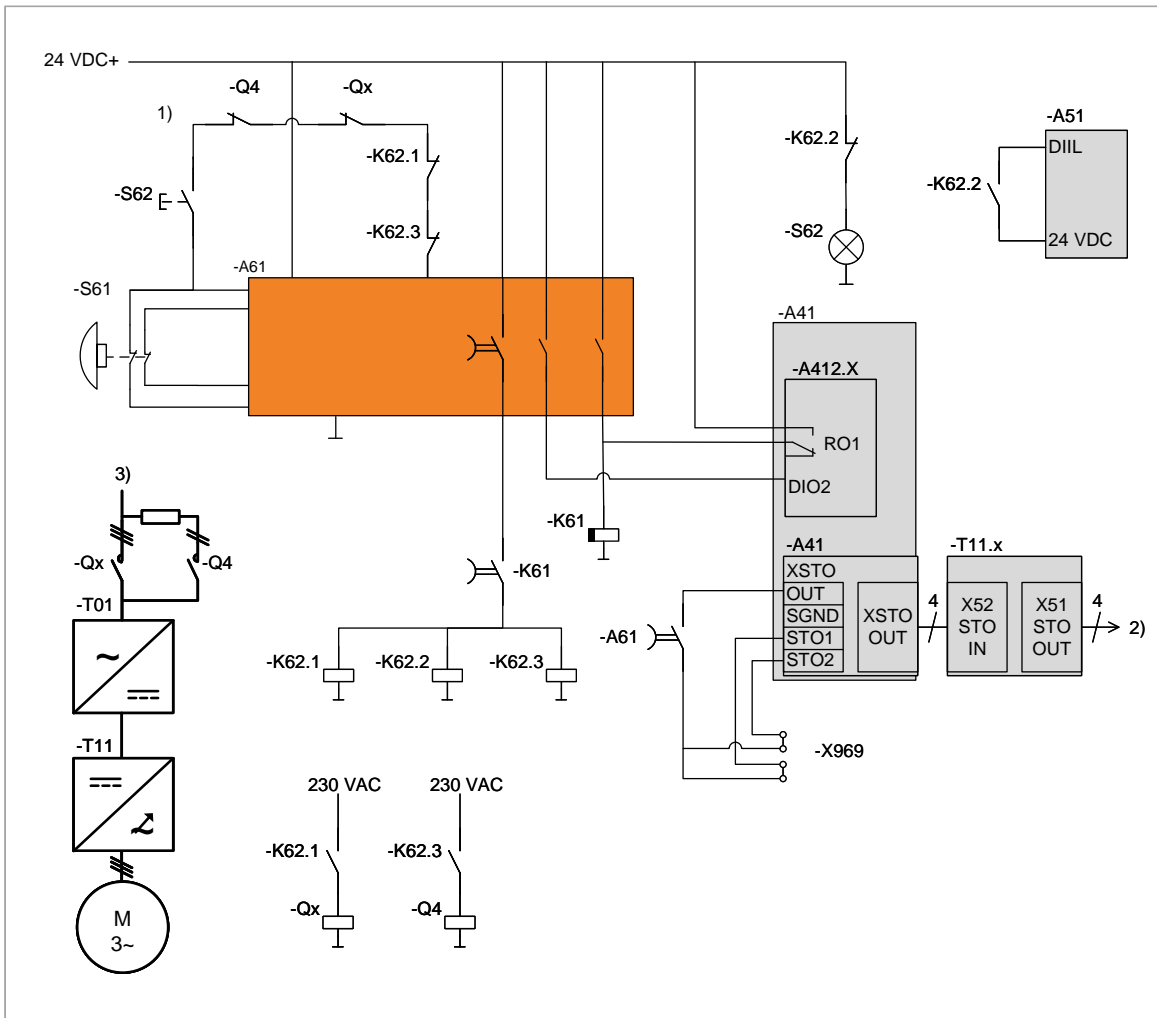 24 VDC+
-Q4
-Qx
1)
-A51
-K62.2
DIIL
-K62.1
-S62
-K62.2
-K62.3
-S62
24 VDC
-A61
-S61
-A41
-A412.X
RO1
3)
DIO2
-K61
-A41
-T11.x
-Qx
-Q4
-K61
XSTO
OUT
4
X52
X51
4
-T01
SGND
XSTO
STO
STO
2)
-A61
STO1
OUT
IN
OUT
-K62.1
-K62.2
-K62.3
STO2
~
-T11
-X969
230 VAC
230 VAC
-K62.1
-K62.3
-Qx
-Q4
M
3~